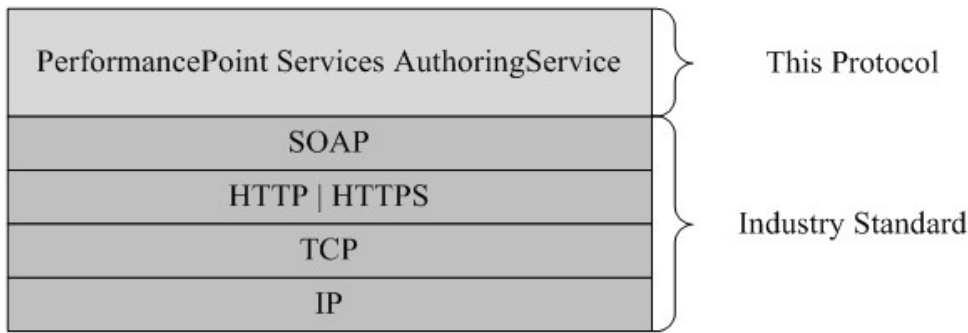 PerformancePoint Services AuthoringService
This Protocol
SOAP
HTTP | HTTPS
TCP
IP
Industry Standard